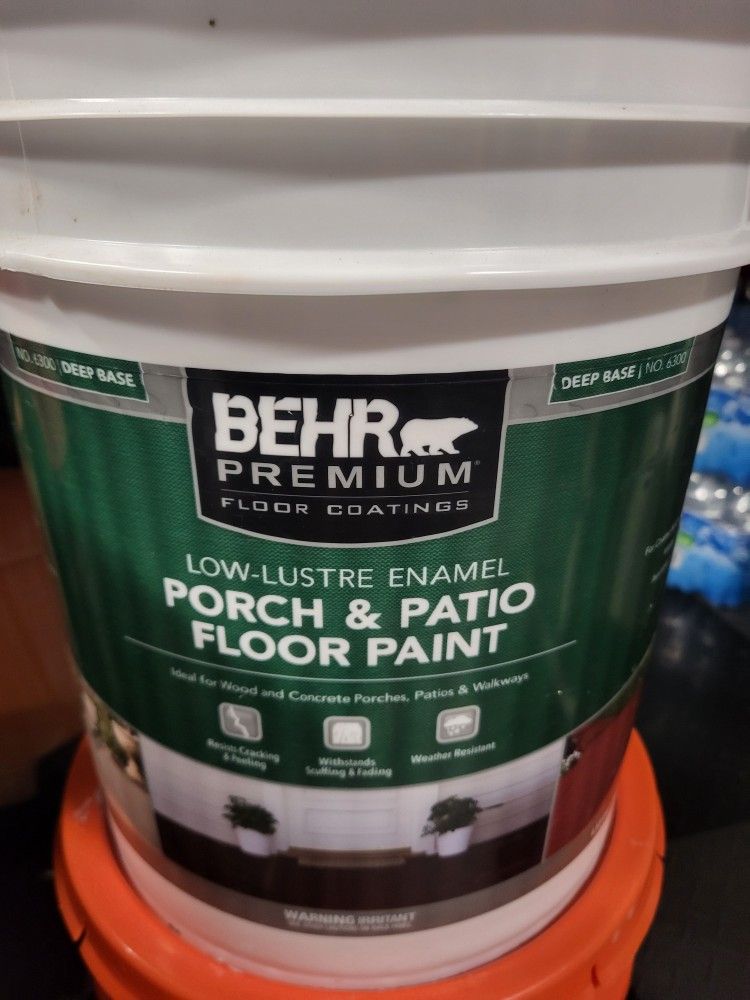 NO. 6300 | DEEP BASE
DEEP BASE | NO. 6300
BEHR
PREMIUM®
FLOOR COATINGS
LOW-LUSTRE ENAMEL
PORCH & PATIO
FLOOR PAINT
Ideal for Wood and Concrete Porches, Patios & Walkways
Resists Cracking
& Peeling
Withstands
Scuffing & Fading
Weather Resistant
WARNING IRRITANT